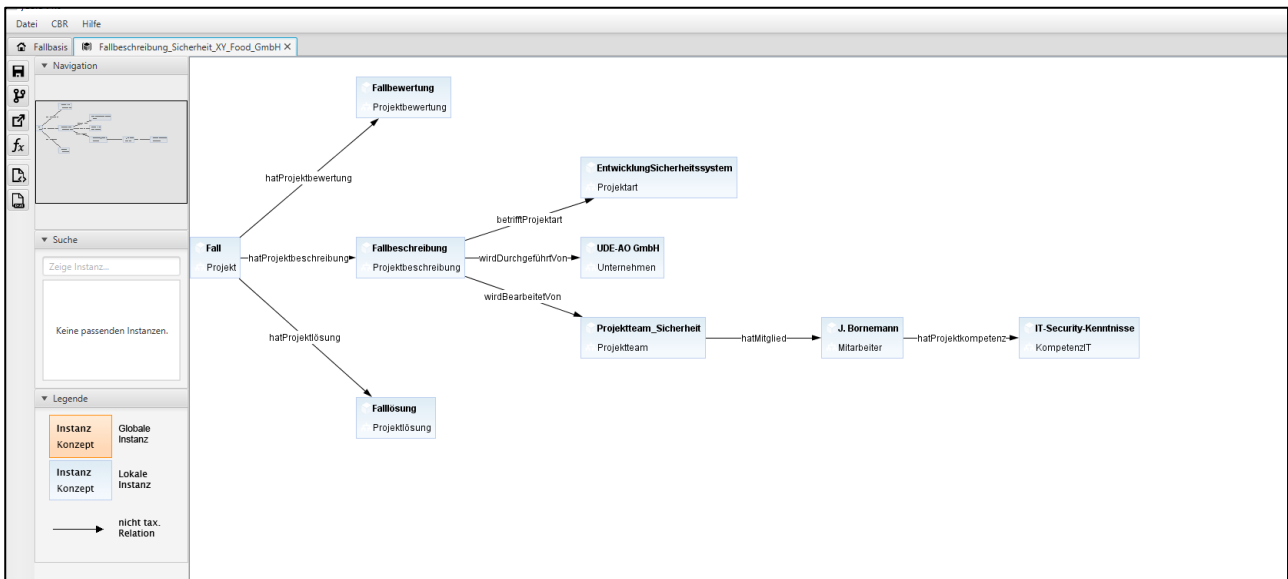 Datei CBR Hilfe
Fallbasis Fallbeschreibung_Sicherheit_XY_Food_GmbH
Navigation
Suche
Zeige Instanz...
Keine passenden Instanzen.
Legende
Instanz
Konzept
Globale
Instanz
Instanz
Konzept
Lokale
Instanz
nicht tax.
Relation
Fallbewertung
Projektbewertung
hatProjektbewertung
EntwicklungSicherheitssystem
Projektart
betrifftProjektart
Fall
Projekt
hatProjektbeschreibung
Fallbeschreibung
Projektbeschreibung
wirdDurchgeführtVon
UDE-AO GmbH
Unternehmen
wirdBearbeitetVon
Projektteam_Sicherheit
Projektteam
hatMitglied
J. Bornemann
Mitarbeiter
hatProjektkompetenz
IT-Security-Kenntnisse
KompetenzIT
hatProjektlösung
Falllösung
Projektlösung